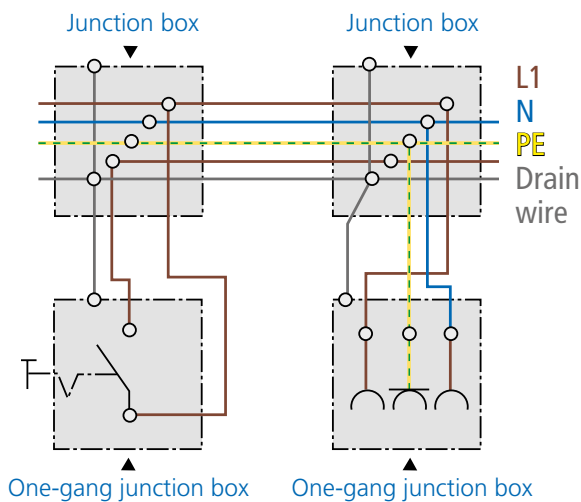 Junction box
Junction box
L1
N
PE
Drain
wire
One-gang junction box
One-gang junction box